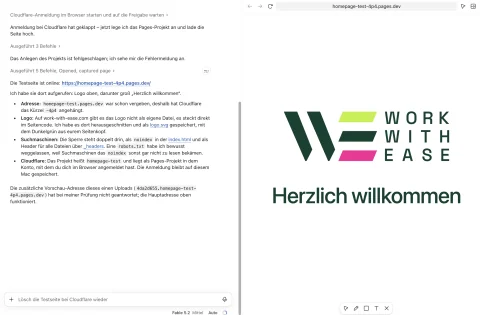 Cloudflare-Anmeldung im Browser starten und auf die Freigabe warten
Anmeldung bei Cloudflare hat geklappt – jetzt lege ich das Pages-Projekt an und lade die
Seite hoch.
Ausgeführt 3 Befehle
Das Anlegen des Projekts ist fehlgeschlagen; ich sehe mir die Fehlermeldung an.
Ausgeführt 5 Befehle, Opened, captured page
Die Testseite ist online: https://homepage-test-4p4.pages.dev/
Ich habe sie dort aufgerufen: Logo oben, darunter groß „Herzlich willkommen“.
• Adresse: homepage-test.pages.dev war schon vergeben, deshalb hat Cloudflare
das Kürzel -4p4 angehängt.
• Logo: Auf work-with-ease.com gibt es das Logo nicht als eigene Datei, es steckt direkt
im Seitencode. Ich habe es dort herausgeschnitten und als logo.svg gespeichert, mit
dem Dunkelgrün aus eurem Seitenkopf.
• Suchmaschinen: Die Sperre steht doppelt drin, als noindex in der index.html und als
Header für alle Dateien über _headers. Eine robots.txt habe ich bewusst
weggelassen, weil Suchmaschinen das noindex sonst gar nicht zu lesen bekämen.
• Cloudflare: Das Projekt heißt homepage-test und liegt als Pages-Projekt in dem
Konto, mit dem du dich im Browser angemeldet hast. Die Anmeldung bleibt auf diesem
Mac gespeichert.
Die zusätzliche Vorschau-Adresse dieses einen Uploads (4da2d655.homepage-test-
4p4.pages.dev) hat bei meiner Prüfung nicht geantwortet; die Hauptadresse oben
funktioniert.
Lösch die Testseite bei Cloudflare wieder
Fable 5.2 Mittel Auto
homepage-test-4p4.pages.dev
WE
WORK
WITH
EASE
Herzlich willkommen